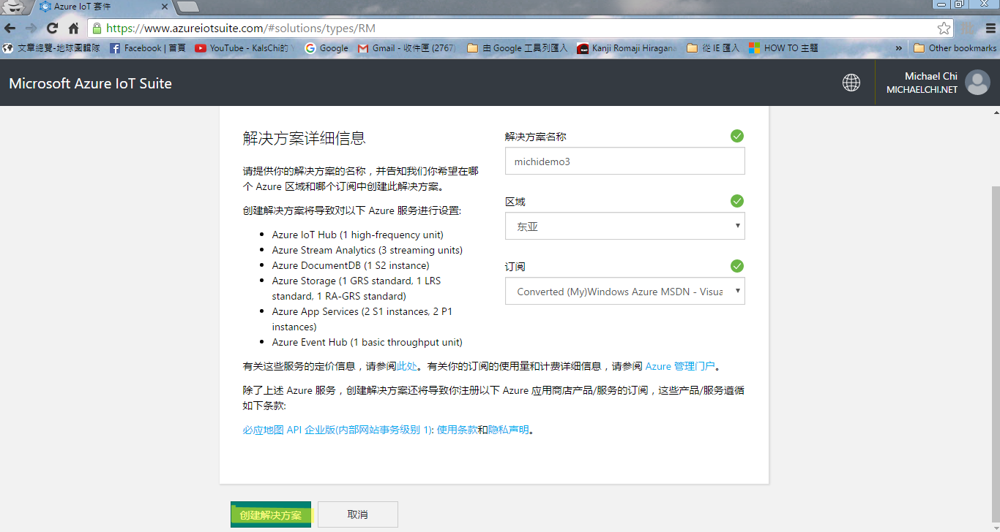 Azure IoT 套件
https://www.azureiotsuite.com/#solutions/types/RM
文章總覽-地球圖輯隊 Facebook | 首頁 YouTube - KalsChi的 Google Gmail - 收件匣 (2767) 由 Google 工具列匯入 Kanji Romaji Hiragana 從 IE 匯入 HOW TO 主題 » Other bookmarks
Microsoft Azure IoT Suite
Michael Chi
MICHAELCHI.NET
解决方案详细信息
请提供你的解决方案的名称，并告知我们你希望在哪
个 Azure 区域和哪个订阅中创建此解决方案。
创建解决方案将导致对以下 Azure 服务进行设置:
• Azure IoT Hub (1 high-frequency unit)
• Azure Stream Analytics (3 streaming units)
• Azure DocumentDB (1 S2 instance)
• Azure Storage (1 GRS standard, 1 LRS
standard, 1 RA-GRS standard)
• Azure App Services (2 S1 instances, 2 P1
instances)
• Azure Event Hub (1 basic throughput unit)
解决方案名称
michidemo3
区域
东亚
订阅
Converted (My)Windows Azure MSDN - Visua
有关这些服务的定价信息，请参阅此处。有关你的订阅的使用量和计费详细信息，请参阅 Azure 管理门户。
除了上述 Azure 服务，创建解决方案还将导致你注册以下 Azure 应用商店产品/服务的订阅，这些产品/服务遵循
如下条款:
必应地图 API 企业版(内部网站事务级别 1): 使用条款和隐私声明。
创建解决方案 取消